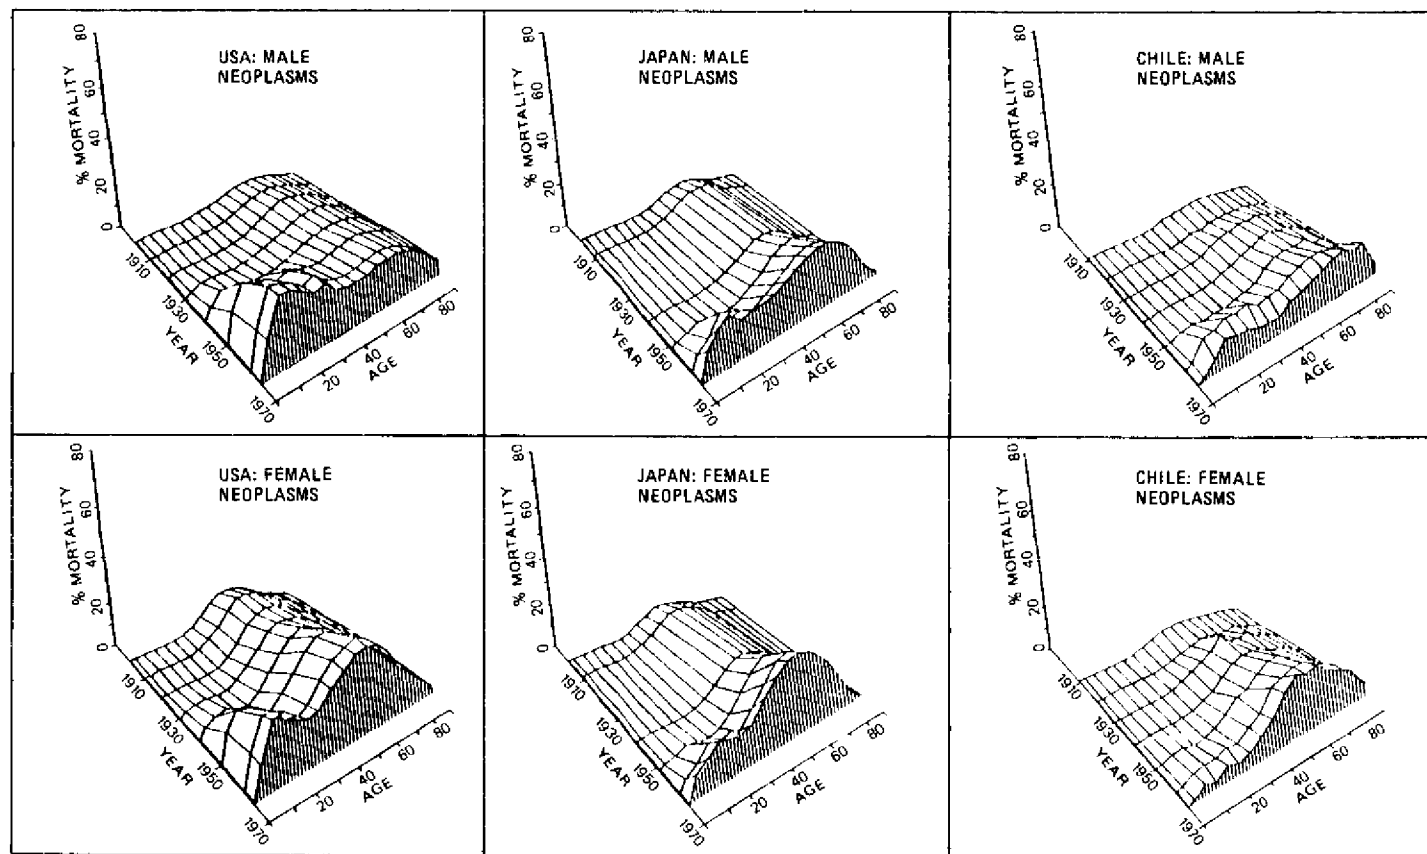 USA: MALE
NEOPLASMS
% MORTALITY
80
60
40
20
0
1910
1930
1950
1970
YEAR
20
40
60
80
AGE
JAPAN: MALE
NEOPLASMS
% MORTALITY
80
60
40
20
0
1910
1930
1950
1970
YEAR
20
40
60
80
AGE
CHILE: MALE
NEOPLASMS
% MORTALITY
80
60
40
20
0
1910
1930
1950
1970
YEAR
20
40
60
80
AGE
USA: FEMALE
NEOPLASMS
% MORTALITY
80
60
40
20
0
1910
1930
1950
1970
YEAR
20
40
60
80
AGE
JAPAN: FEMALE
NEOPLASMS
% MORTALITY
80
60
40
20
0
1910
1930
1950
1970
YEAR
20
40
60
80
AGE
CHILE: FEMALE
NEOPLASMS
% MORTALITY
80
60
40
20
0
1910
1930
1950
1970
YEAR
20
40
60
80
AGE